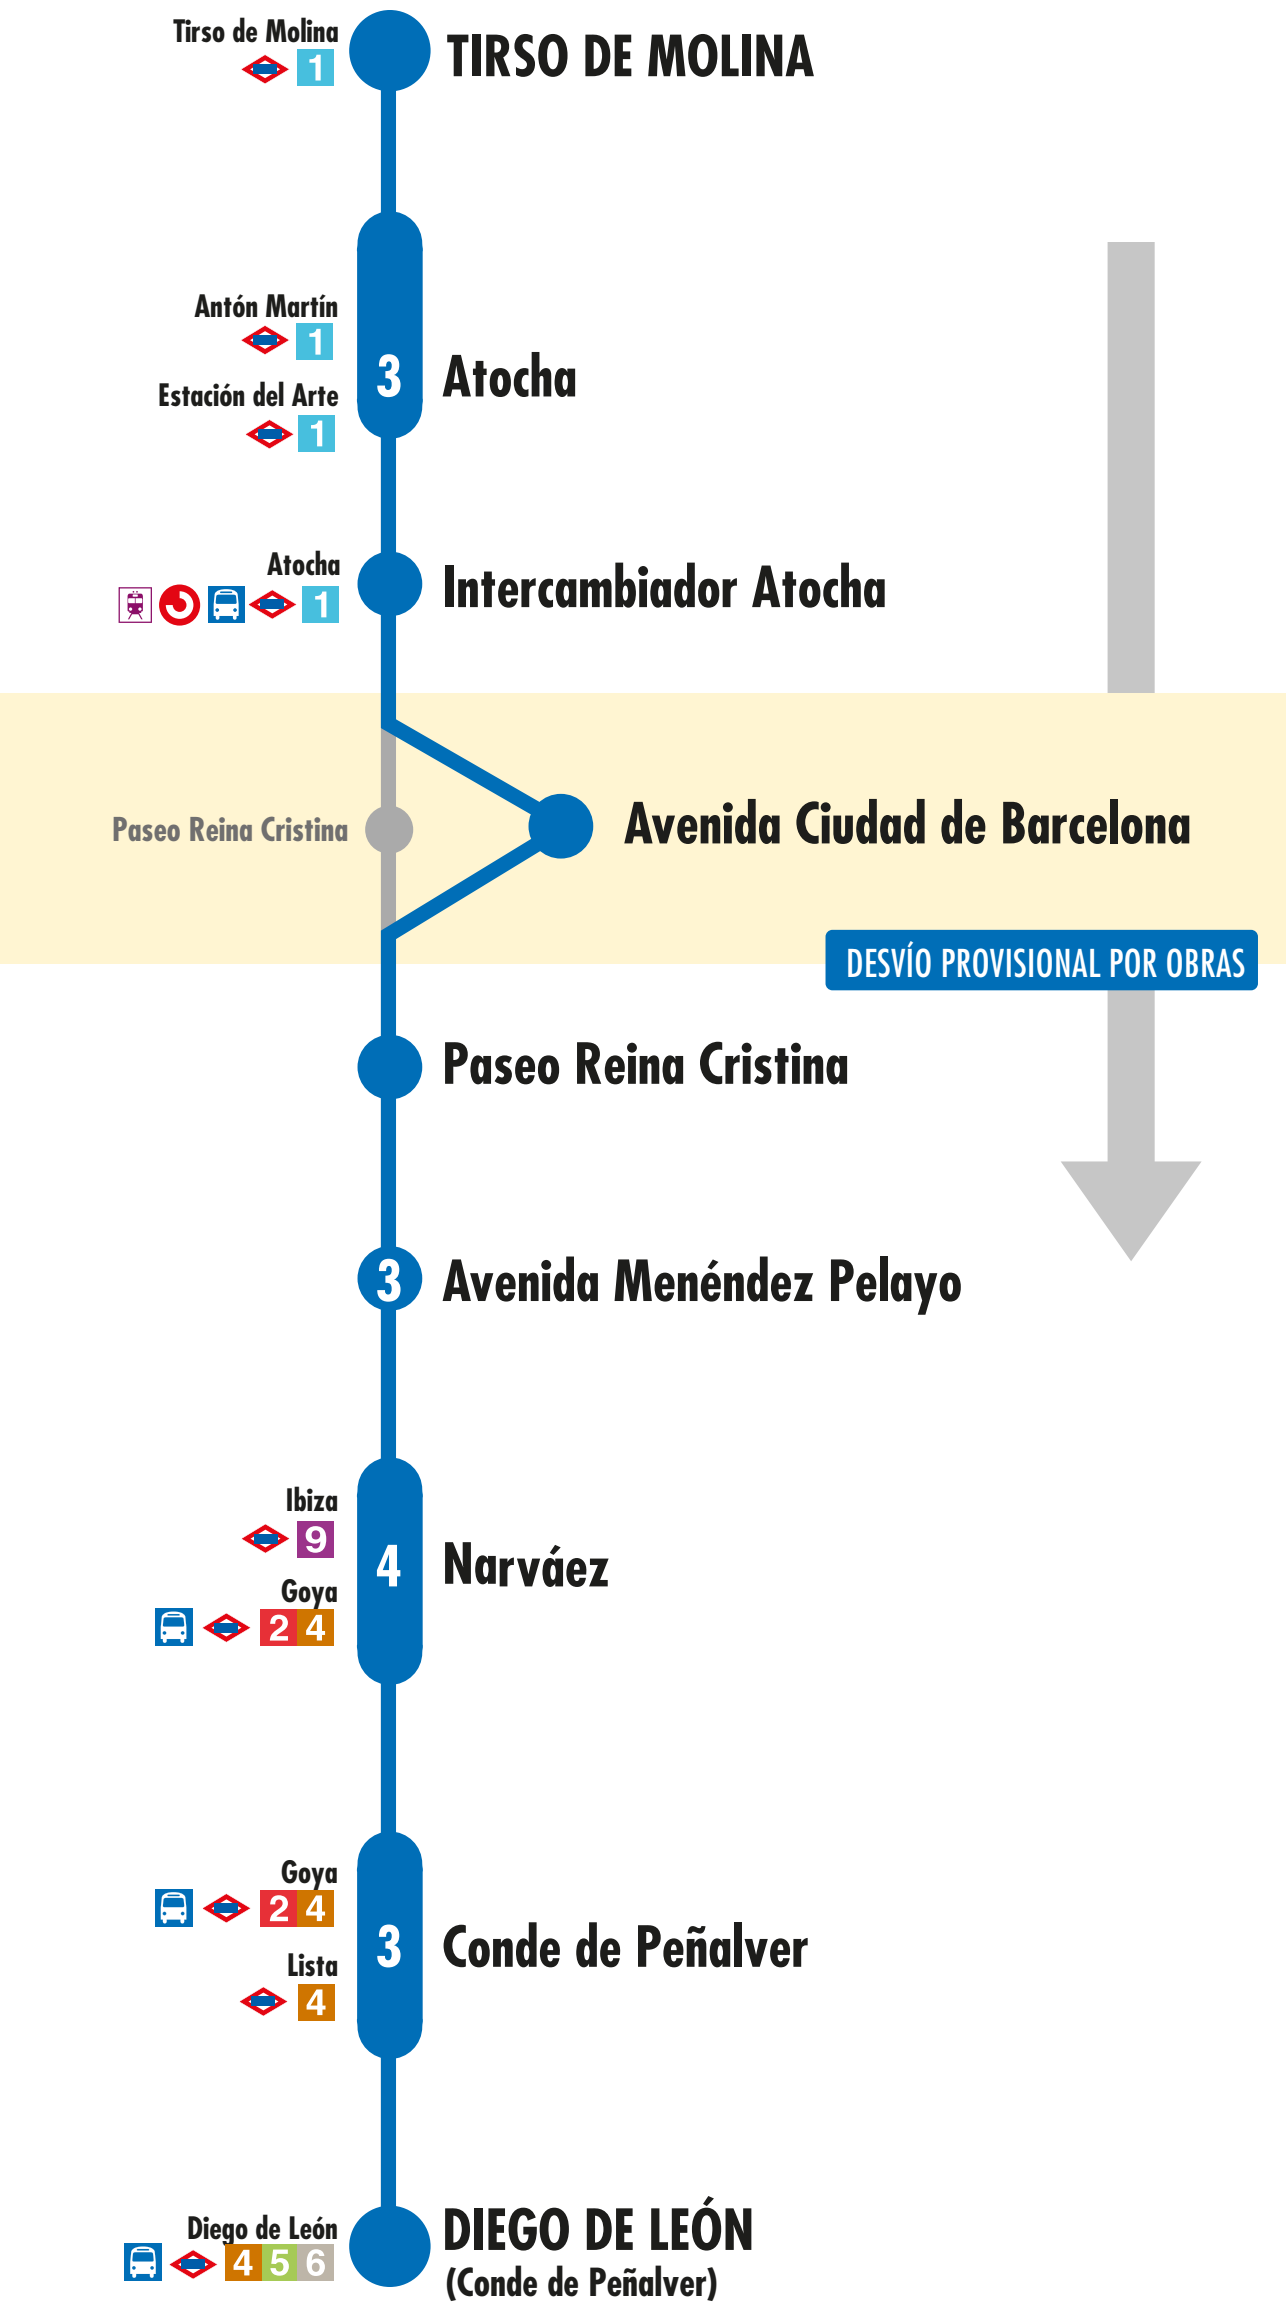 Tirso de Molina
1
TIRSO DE MOLINA
Antón Martín
1
3
Atocha
Estación del Arte
1
Atocha
1
Intercambiador Atocha
Paseo Reina Cristina
Avenida Ciudad de Barcelona
DESVÍO PROVISIONAL POR OBRAS
Paseo Reina Cristina
3
Avenida Menéndez Pelayo
Ibiza
9
4
Narváez
Goya
2 4
Goya
2 4
3
Conde de Peñalver
Lista
4
Diego de León
4 5 6
DIEGO DE LEÓN
(Conde de Peñalver)